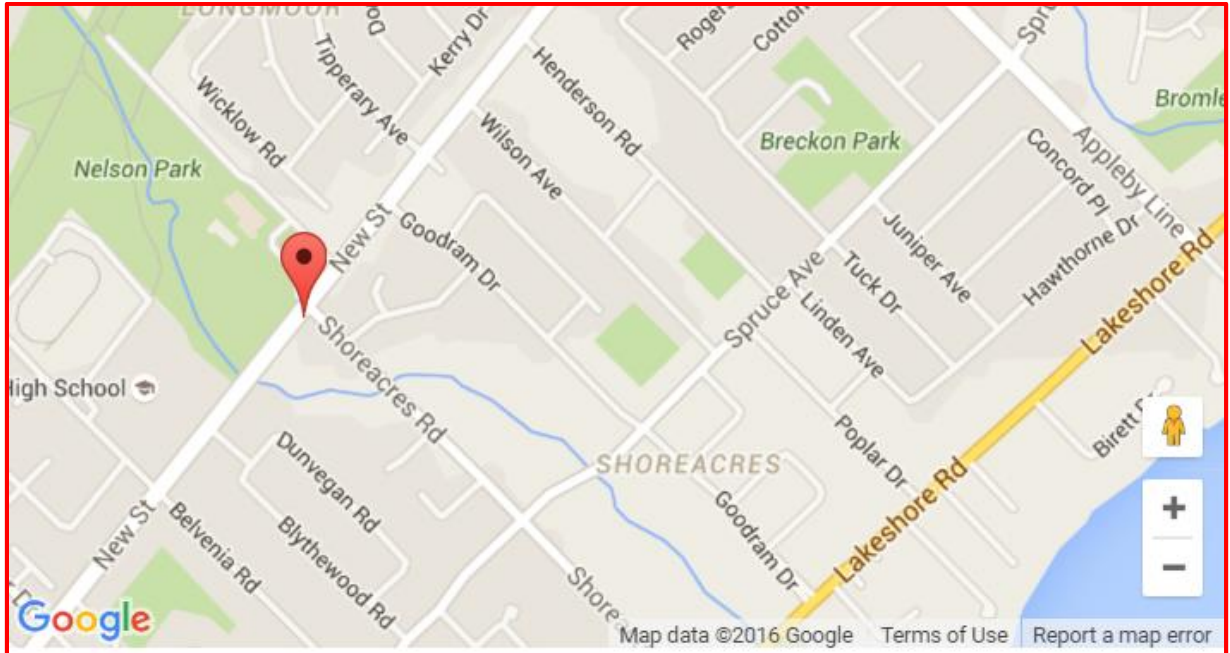 LONGMOOR
Kerry Dr
Tipperary Ave
Wicklow Rd
Nelson Park
Henderson Rd
Wilson Ave
Breckon Park
Appleby Line
Concord Pl
Juniper Ave
Hawthorne Dr
New St
Goodram Dr
Tuck Dr
Spruce Ave
Linden Ave
Lakeshore Rd
Shoreacres Rd
High School
Dunvegan Rd
SHOREACRES
Poplar Dr
Lakeshore Rd
Goodram Dr
New St
Belvenia Rd
Blythewood Rd
Google
Map data ©2016 Google Terms of Use Report a map error